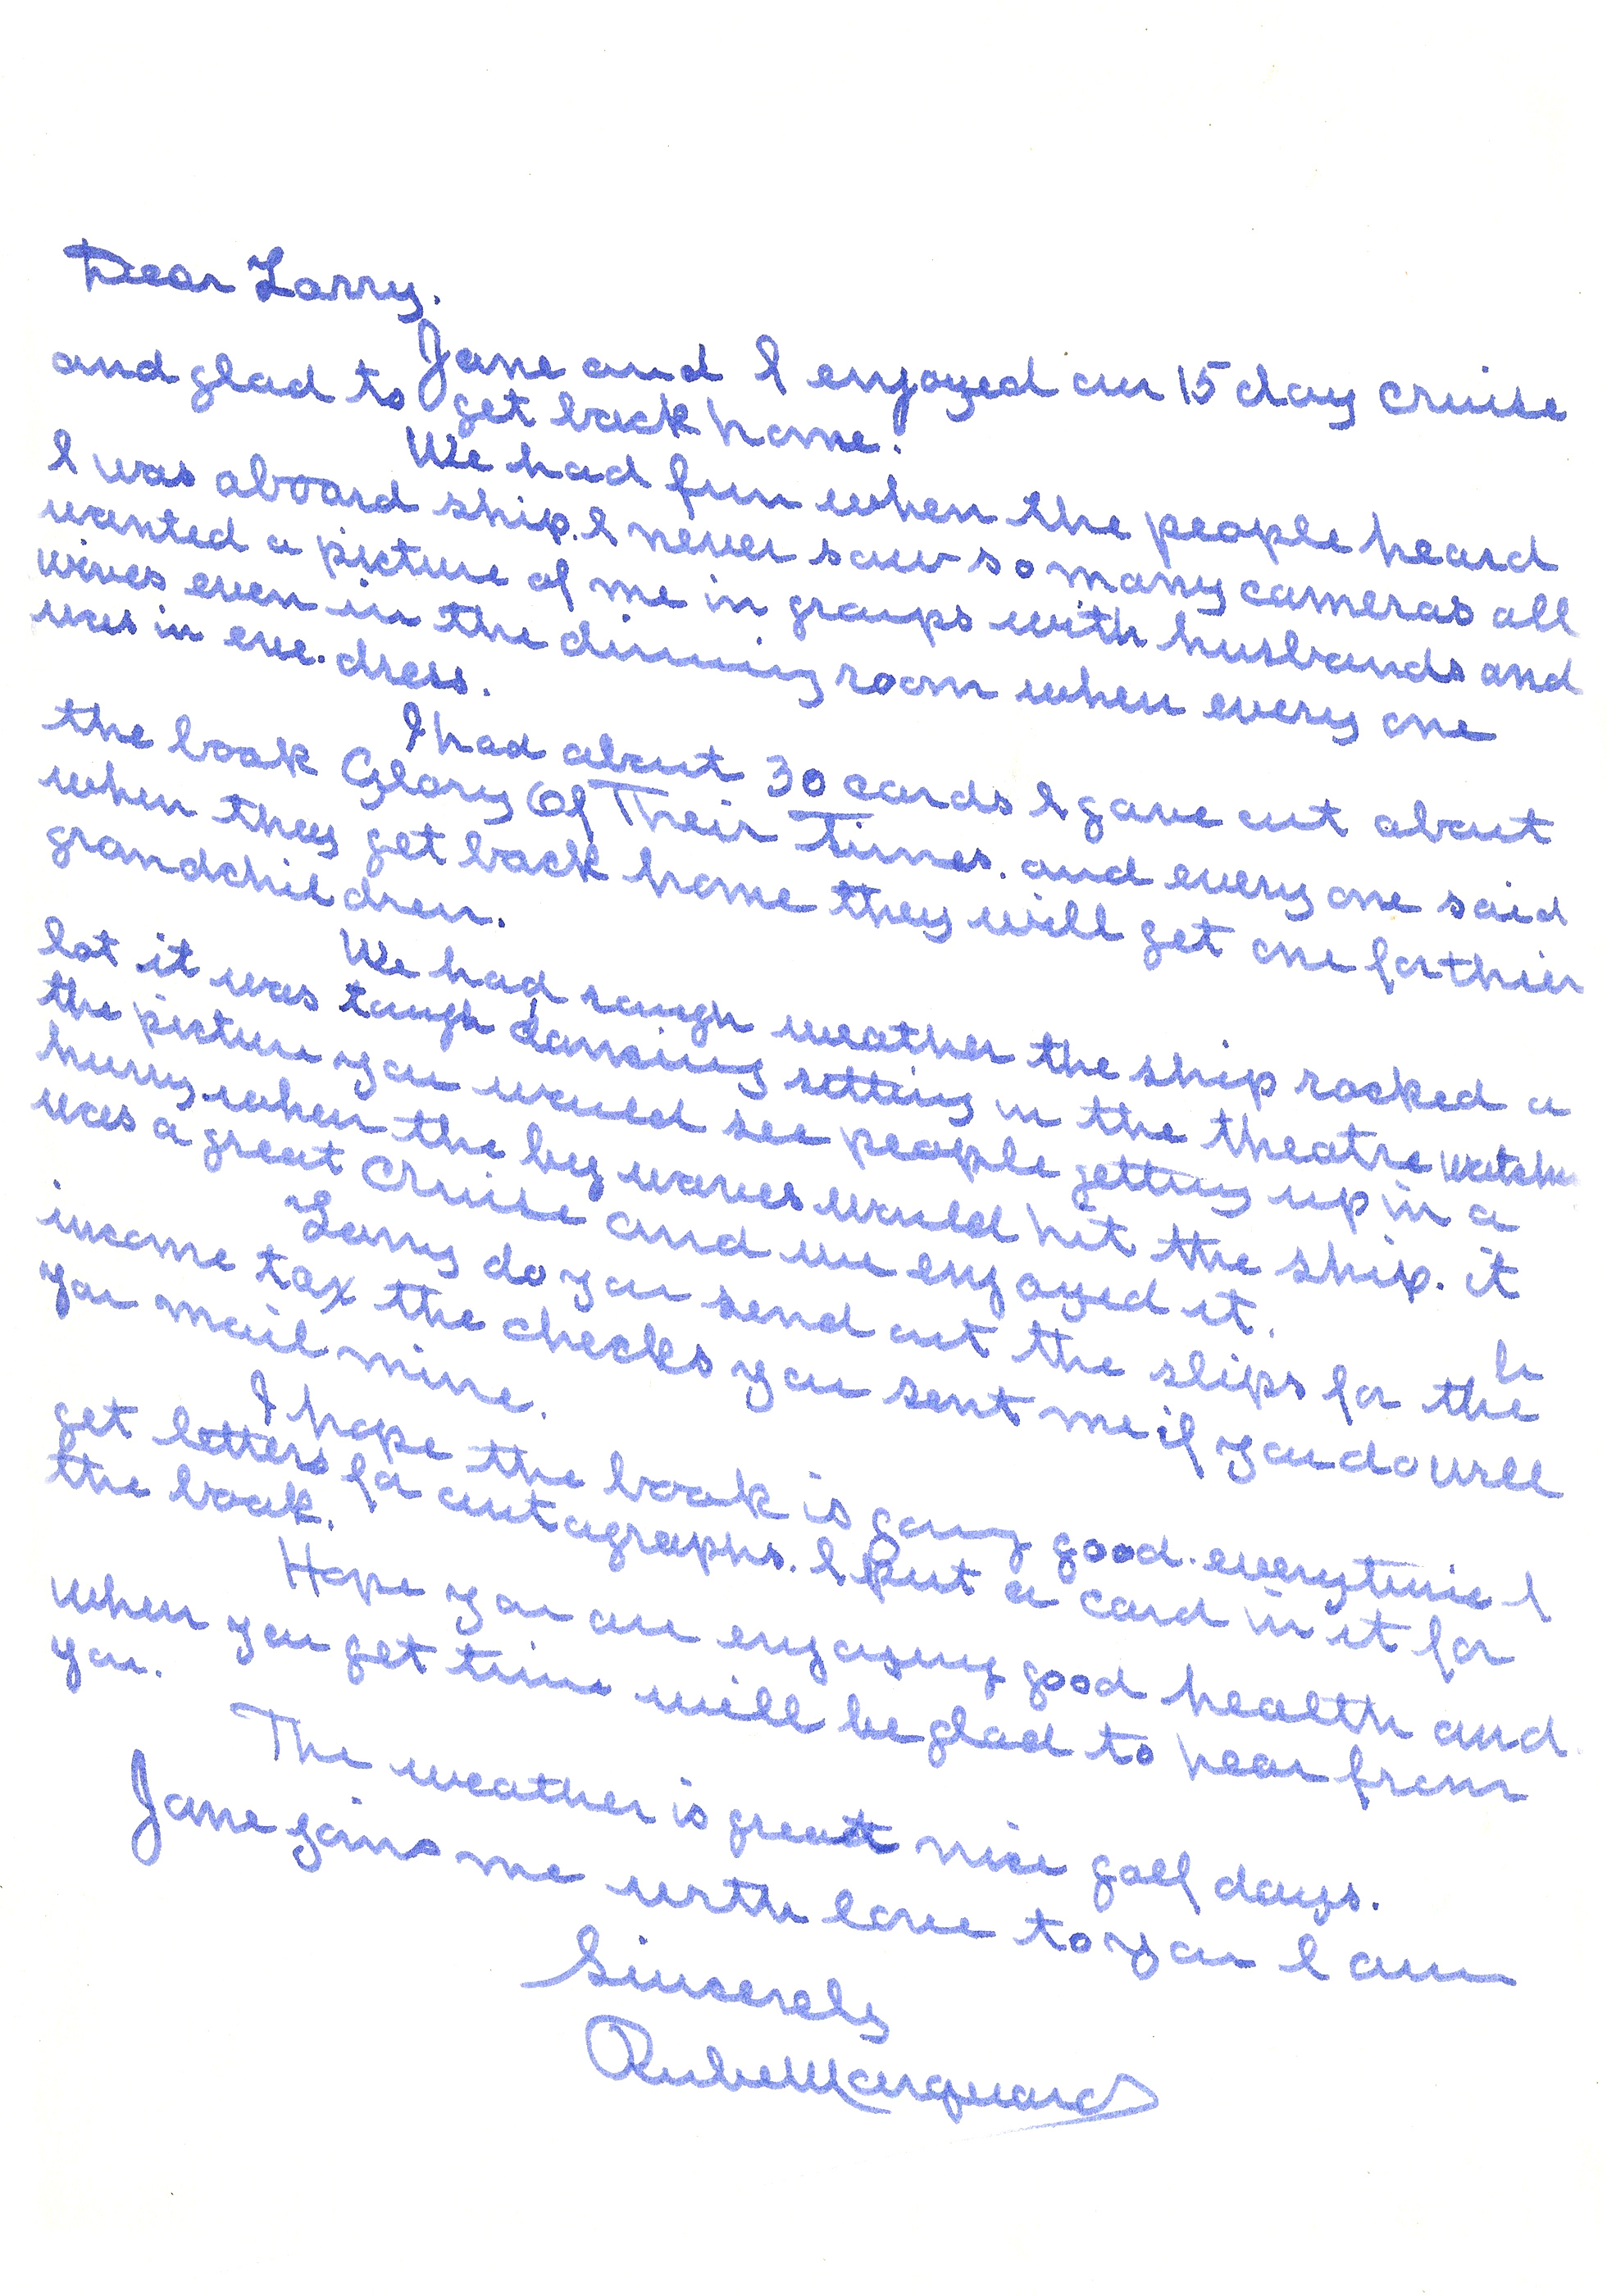 Dear Larry.
Jane and I enjoyed our 15 day cruise
and glad to get back home.
We had fun when the people heard
I was aboard ship. I never saw so many cameras all
wanted a picture of me in groups with husbands and
wives even in the dinning room when every one
was in eve. dress.
I had about 30 cards I gave out about
the book Glory Of Their Times. and every one said
when they get back home they will get one for thier
grandchildren.
We had rough weather the ship rocked a
lot it was tough dancing setting in the theatre
the picture you would see people getting up in a
hurry when the big waves would hit the ship. it
was a great cruise and we enjoyed it.
Larry do you send out the slips for the
income tax the checks you sent me if you do will
you mail mine.
I hope the book is going good. everytime I
get letters for autographs. I put a card in it for
the book.
Hope you are enjoying good health and
when you get time will be glad to hear from
you.
The weather is great nice golf days.
Jane joins me with love to you I am
Sincerely
Rube Marquard